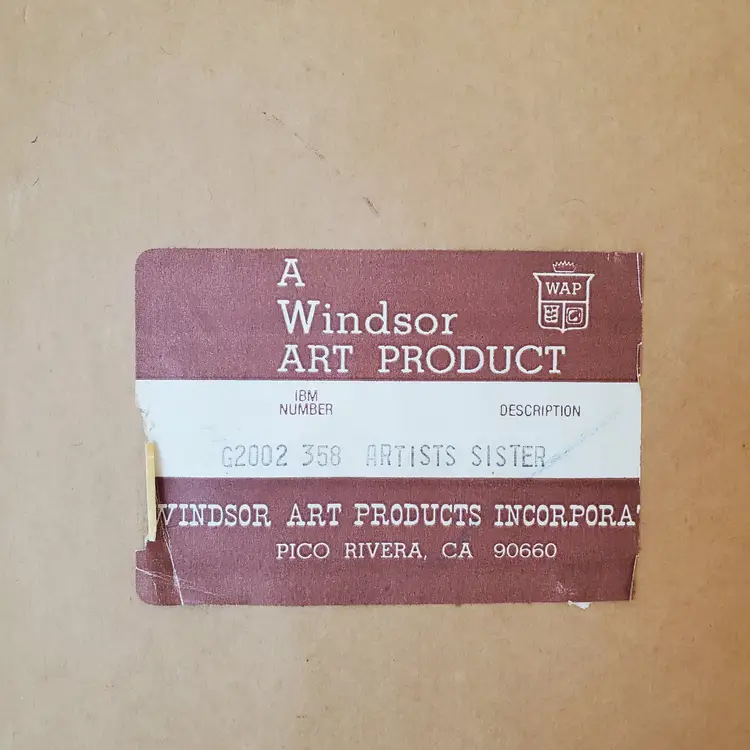 A
Windsor
ART PRODUCT
WAP
IBM
NUMBER
DESCRIPTION
G2002 358 ARTISTS SISTER
WINDSOR ART PRODUCTS INCORPORA
PICO RIVERA, CA 90660